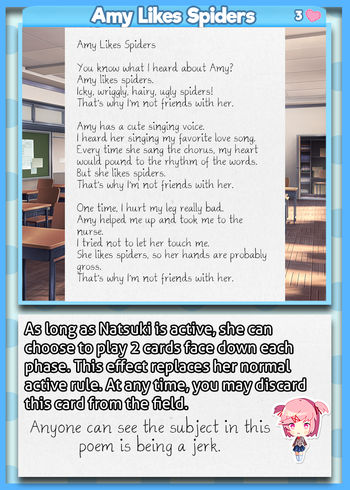 Amy Likes Spiders
3
Amy Likes Spiders
You know what I heard about Amy?
Amy likes spiders.
Icky, wriggly, hairy, ugly spiders!
That's why I'm not friends with her.
Amy has a cute singing voice.
I heard her singing my favorite love song.
Every time she sang the chorus, my heart
would pound to the rhythm of the words.
But she likes spiders.
That's why I'm not friends with her.
One time, I hurt my leg really bad.
Amy helped me up and took me to the
nurse.
I tried not to let her touch me.
She likes spiders, so her hands are probably
gross.
That's why I'm not friends with her.
As long as Natsuki is active, she can
choose to play 2 cards face down each
phase. This effect replaces her normal
active rule. At any time, you may discard
this card from the field.
Anyone can see the subject in this
poem is being a jerk.